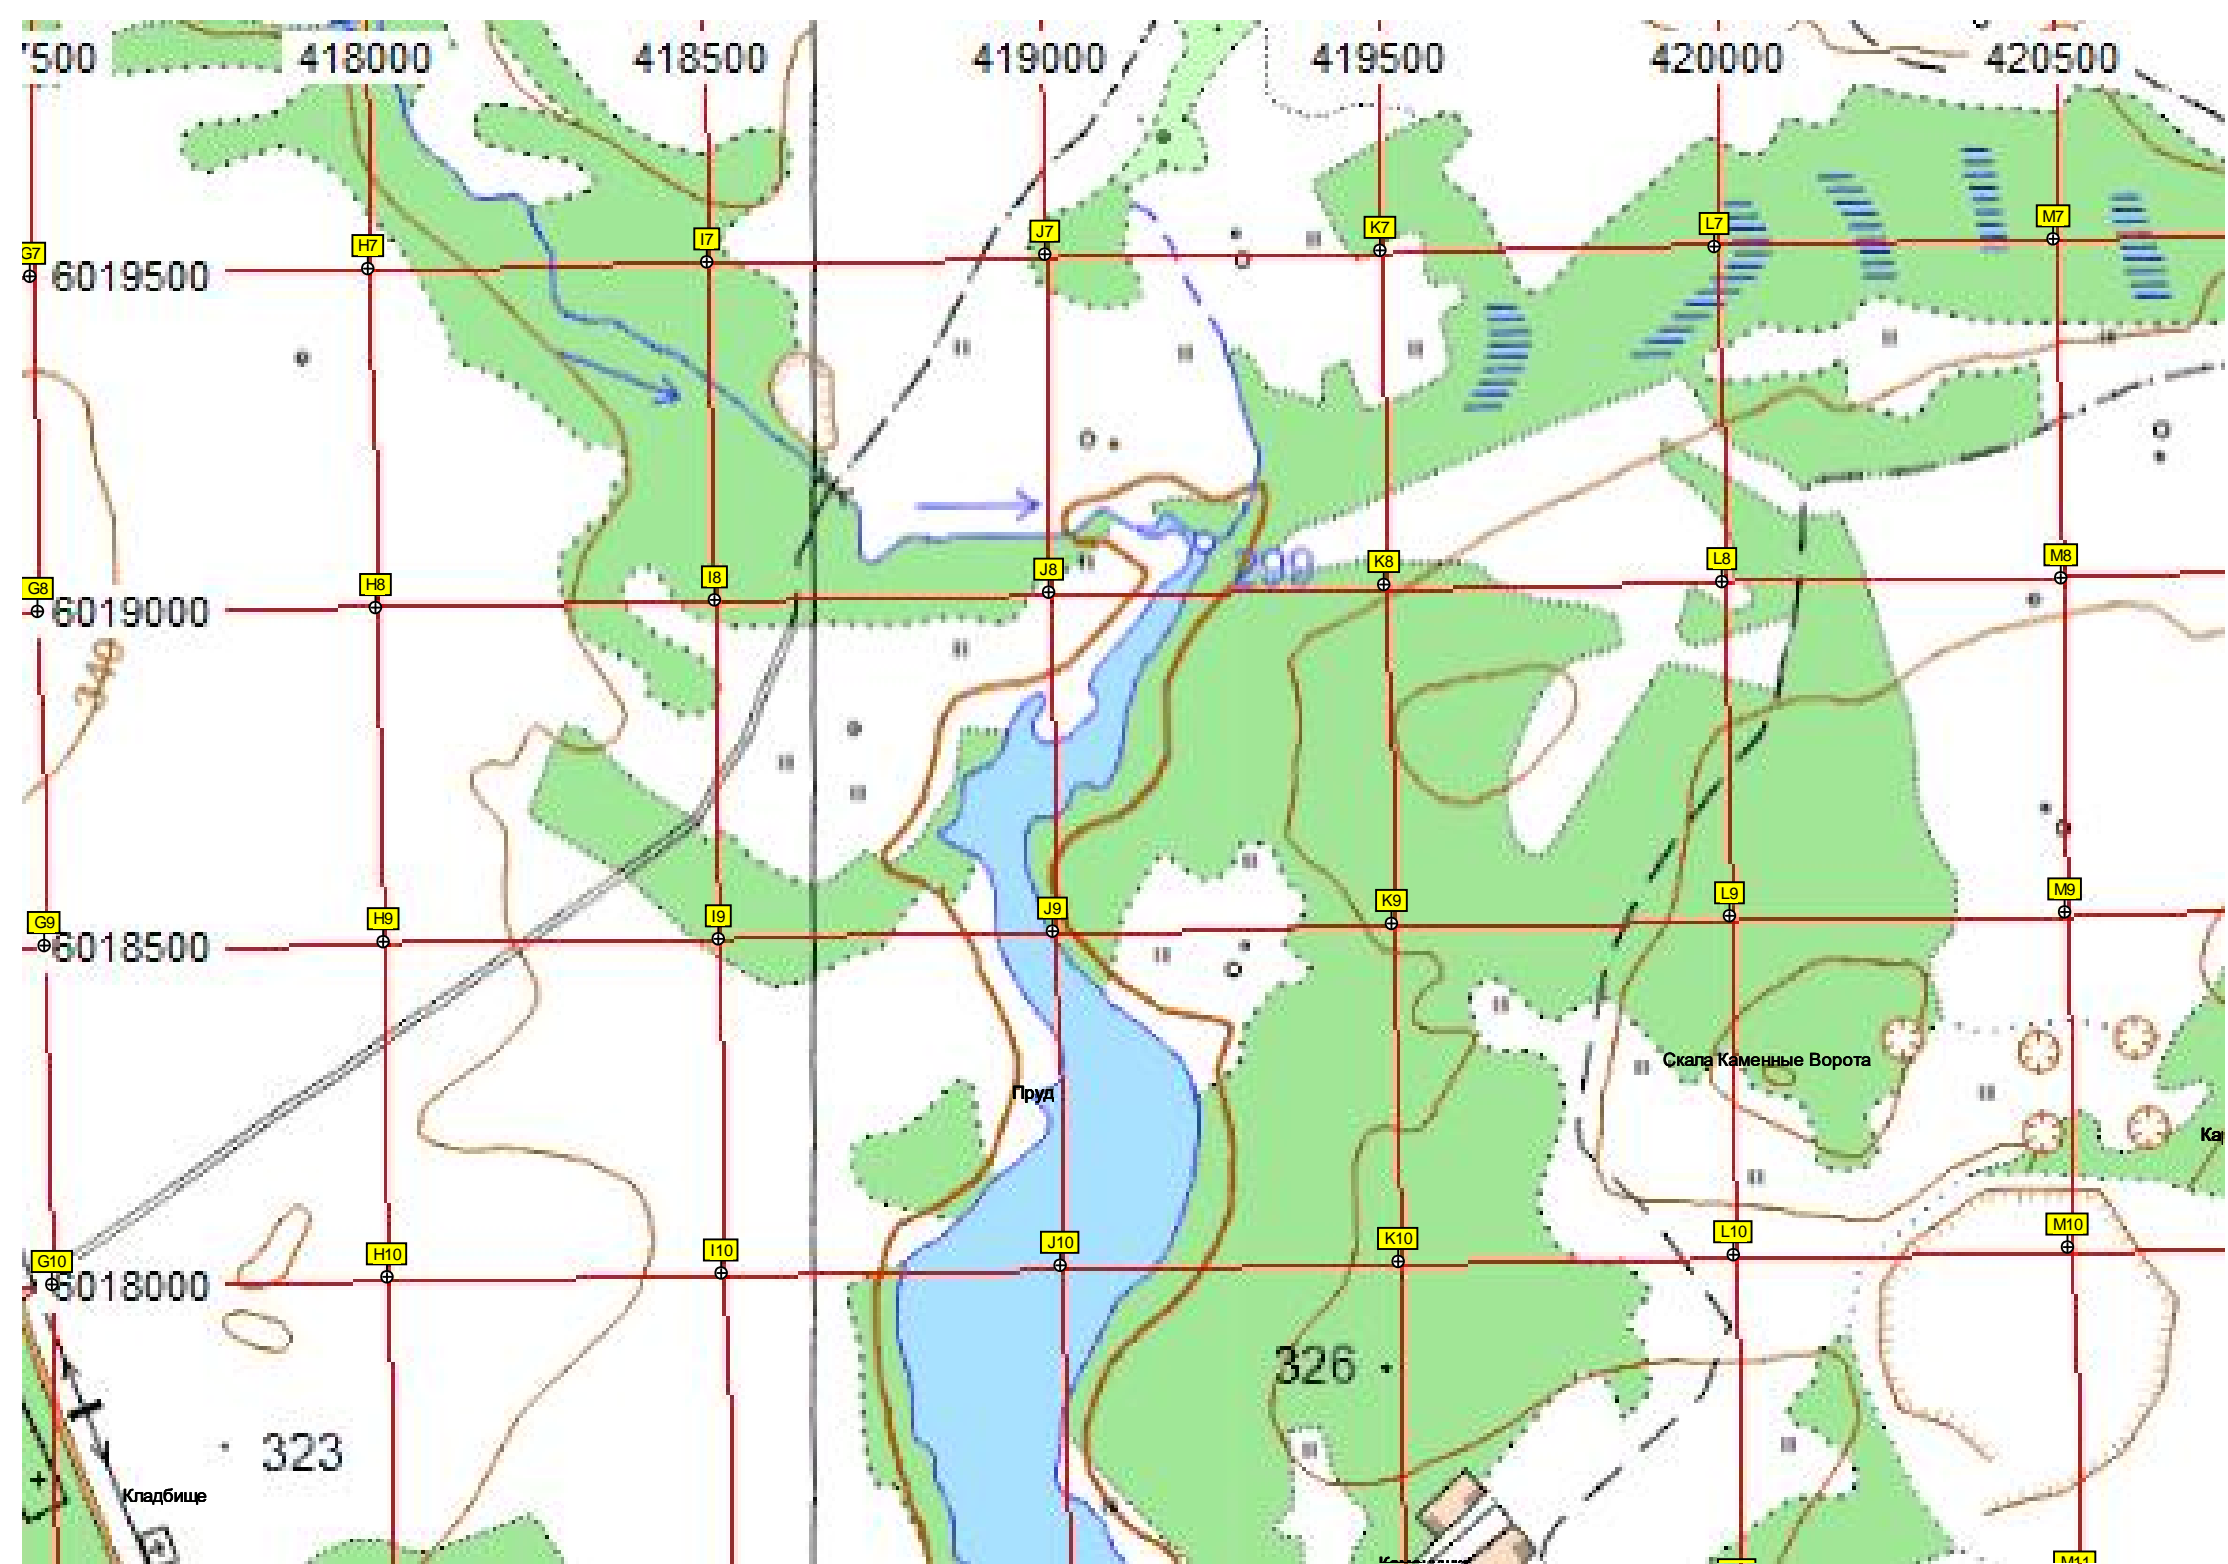 418000 418500 419000 419500 420000 420500
G7 H7 I7 J7 K7 L7 M7
6019500
299
G8 H8 I8 J8 K8 L8 M8
6019000
340
G9 H9 I9 J9 K9 L9 M9
6018500
Скала Каменные Ворота
Пруд
G10 H10 I10 J10 K10 L10 M10
6018000
326
323
Кладбище